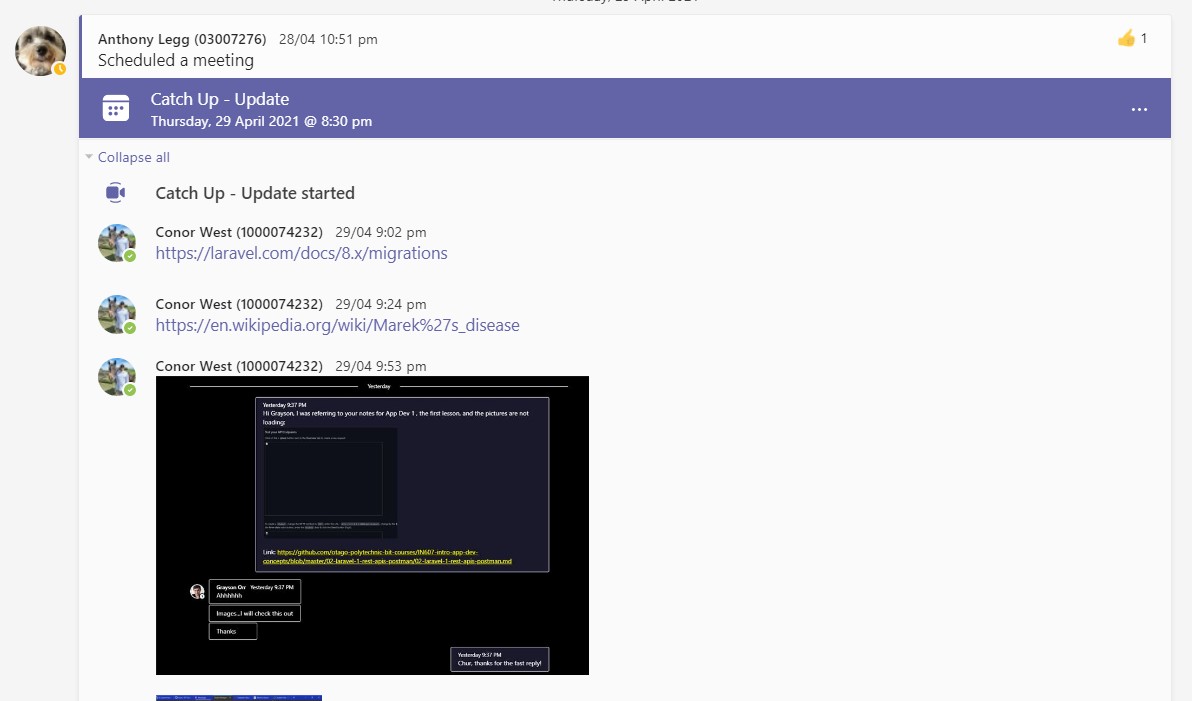 Anthony Legg (03007276) 28/04 10:51 pm
1
Scheduled a meeting
Catch Up - Update
Thursday, 29 April 2021 @ 8:30 pm
Collapse all
Catch Up - Update started
Conor West (1000074232) 29/04 9:02 pm
https://laravel.com/docs/8.x/migrations
Conor West (1000074232) 29/04 9:24 pm
https://en.wikipedia.org/wiki/Marek%27s_disease
Conor West (1000074232) 29/04 9:53 pm
Yesterday
Yesterday 9:37 PM
Hi Grayson, I was referring to your notes for App Dev 1 , the first lesson, and the pictures are not
loading:
Link: https://github.com/otago-polytechnic-bit-courses/IN607-intro-app-dev-
concepts/blob/master/02-laravel-1-rest-apis-postman/02-laravel-1-rest-apis-postman.md
Grayson Orr Yesterday 9:37 PM
Ahhhhhh
Images...I will check this out
Thanks
Yesterday 9:37 PM
Chur, thanks for the fast reply!